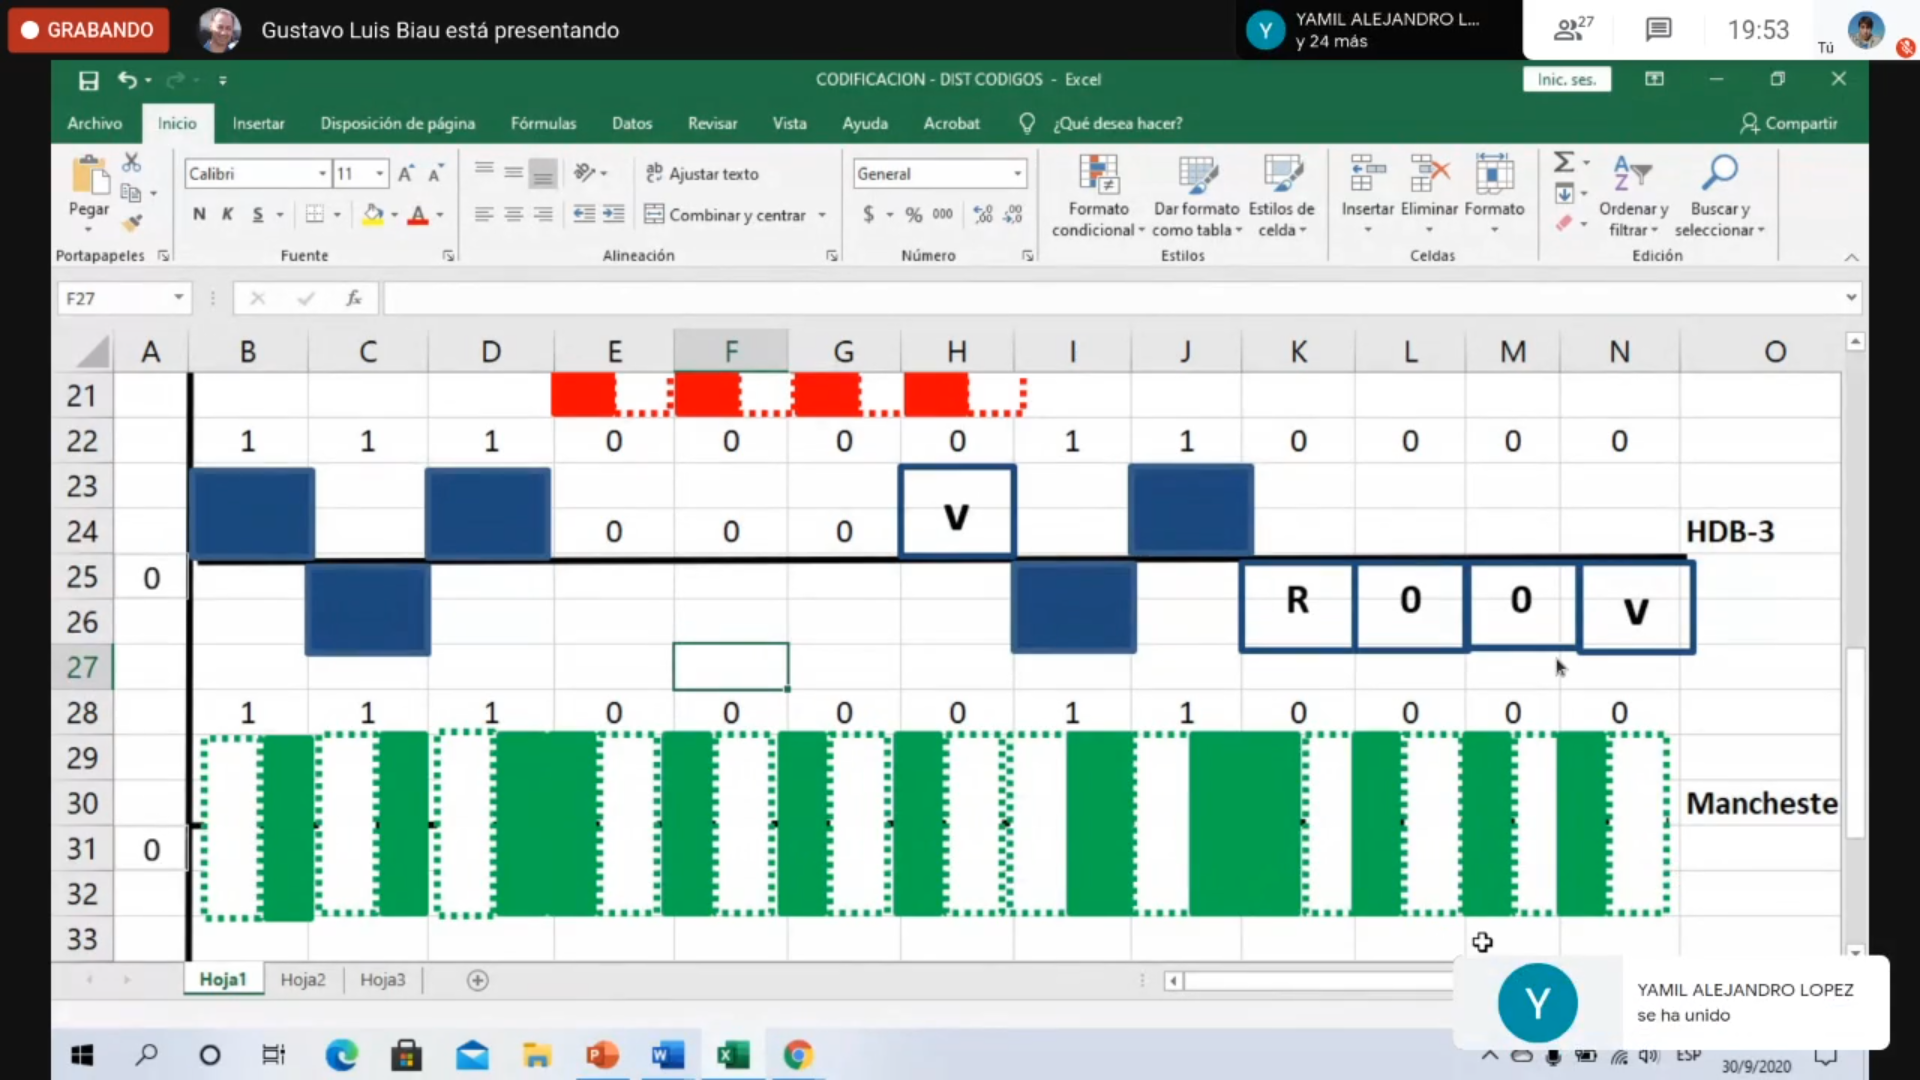 GRABANDO
Gustavo Luis Biau está presentando
YAMIL ALEJANDRO L...
y 24 más
27
19:53
Tú
CODIFICACION - DIST CODIGOS - Excel
Inic. ses.
Archivo Inicio Insertar Disposición de página Fórmulas Datos Revisar Vista Ayuda Acrobat ¿Qué desea hacer? Compartir
Pegar
Calibri 11
N K S
Ajustar texto
Combinar y centrar
General
$ % 000
Formato condicional
Dar formato como tabla
Estilos de celda
Insertar Eliminar Formato
Ordenar y filtrar
Buscar y seleccionar
Portapapeles Fuente Alineación Número Estilos Celdas Edición
F27
fx
A B C D E F G H I J K L M N O
21
22 1 1 1 0 0 0 0 1 1 0 0 0 0
23
24 0 0 0 V HDB-3
25 0 R 0 0 V
26
27
28 1 1 1 0 0 0 0 1 1 0 0 0 0
29
30 Mancheste
31 0
32
33
Hoja1 Hoja2 Hoja3
Y
YAMIL ALEJANDRO LOPEZ
se ha unido
ESP
30/9/2020